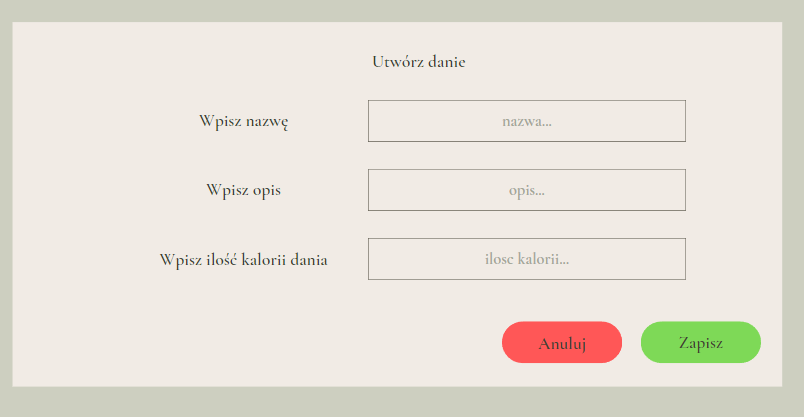 Utwórz danie
Wpisz nazwę
nazwa...
Wpisz opis
opis...
Wpisz ilość kalorii dania
ilosc kalorii...
Anuluj
Zapisz